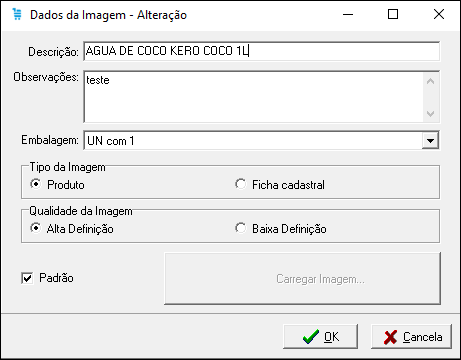 Dados da Imagem - Alteração
Descrição: AGUA DE COCO KERO COCO 1L
Observações: teste
Embalagem: UN com 1
Tipo da Imagem
Produto Ficha cadastral
Qualidade da Imagem
Alta Definição Baixa Definição
Padrão Carregar Imagem...
OK Cancela